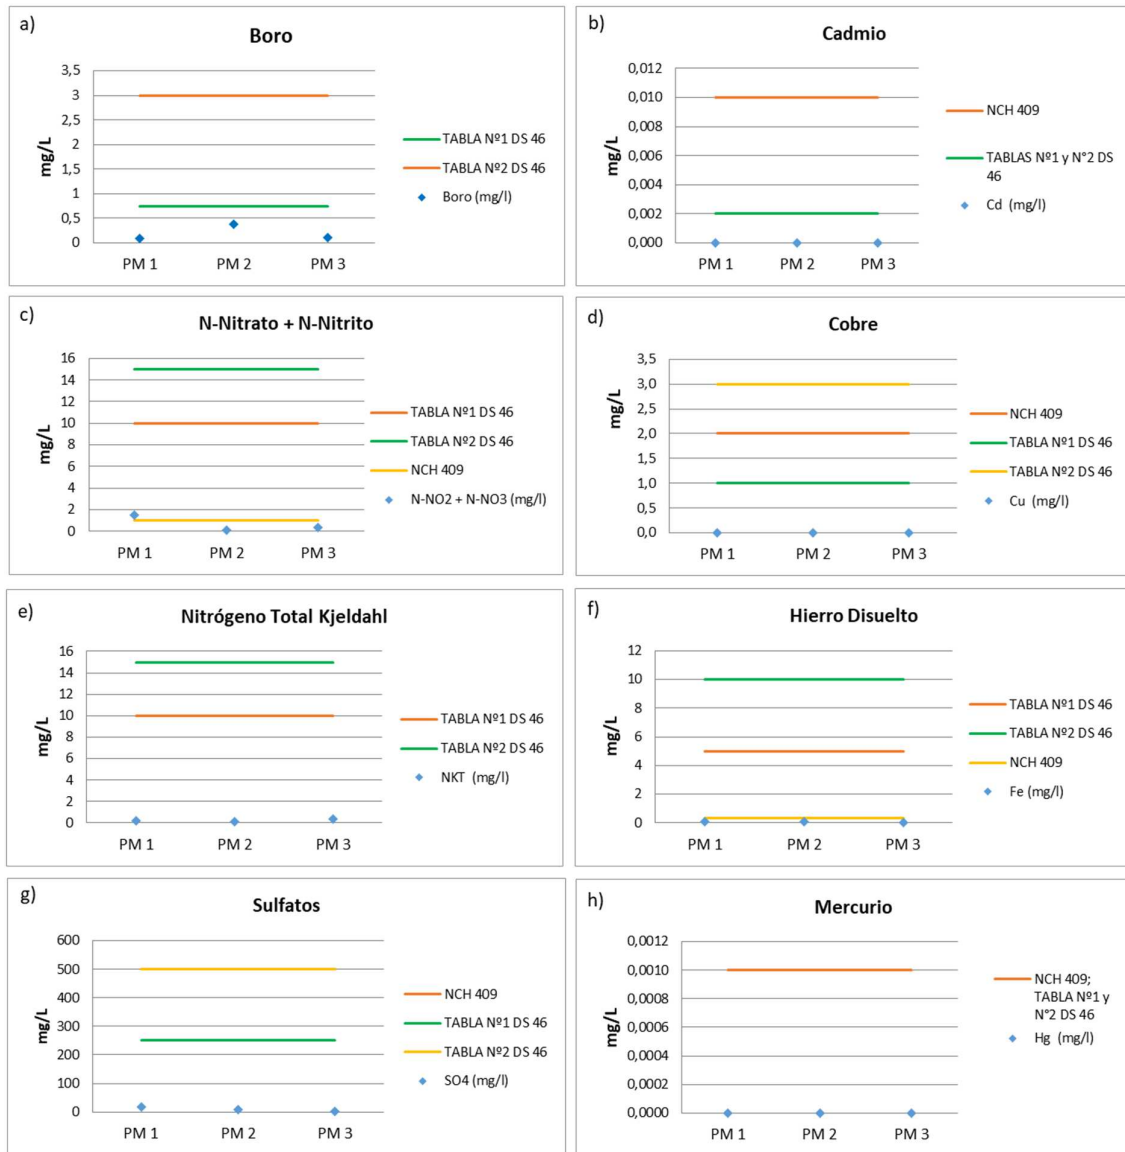 a)
Boro
3,5
3
2,5
2
1,5
1
0,5
0
mg/L
PM 1 PM 2 PM 3
TABLA Nº1 DS 46
TABLA Nº2 DS 46
Boro (mg/l)
b)
Cadmio
0,012
0,010
0,008
0,006
0,004
0,002
0,000
mg/L
PM 1 PM 2 PM 3
NCH 409
TABLAS Nº1 y N°2 DS
46
Cd (mg/l)
c)
N-Nitrato + N-Nitrito
16
14
12
10
8
6
4
2
0
mg/L
PM 1 PM 2 PM 3
TABLA Nº1 DS 46
TABLA Nº2 DS 46
NCH 409
N-NO2 + N-NO3 (mg/l)
d)
Cobre
3,5
3,0
2,5
2,0
1,5
1,0
0,5
0,0
mg/L
PM 1 PM 2 PM 3
NCH 409
TABLA Nº1 DS 46
TABLA Nº2 DS 46
Cu (mg/l)
e)
Nitrógeno Total Kjeldahl
16
14
12
10
8
6
4
2
0
mg/L
PM 1 PM 2 PM 3
TABLA Nº1 DS 46
TABLA Nº2 DS 46
NKT (mg/l)
f)
Hierro Disuelto
12
10
8
6
4
2
0
mg/L
PM 1 PM 2 PM 3
TABLA Nº1 DS 46
TABLA Nº2 DS 46
NCH 409
Fe (mg/l)
g)
Sulfatos
600
500
400
300
200
100
0
mg/L
PM 1 PM 2 PM 3
NCH 409
TABLA Nº1 DS 46
TABLA Nº2 DS 46
SO4 (mg/l)
h)
Mercurio
0,0012
0,0010
0,0008
0,0006
0,0004
0,0002
0,0000
mg/L
PM 1 PM 2 PM 3
NCH 409;
TABLA Nº1 y
N°2 DS 46
Hg (mg/l)